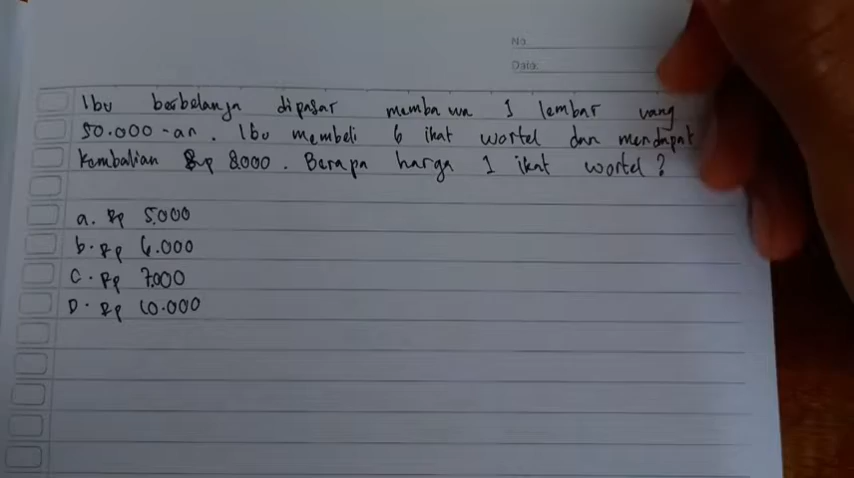 No
Date
Ibu berbelanja dipasar membawa 1 lembar uang
50.000-an. Ibu membeli 6 ikat wortel dan mendapat
kembalian Rp 8000. Berapa harga 1 ikat wortel?
a. Rp 5.000
b. Rp 6.000
C. Rp 7.000
D. Rp 10.000